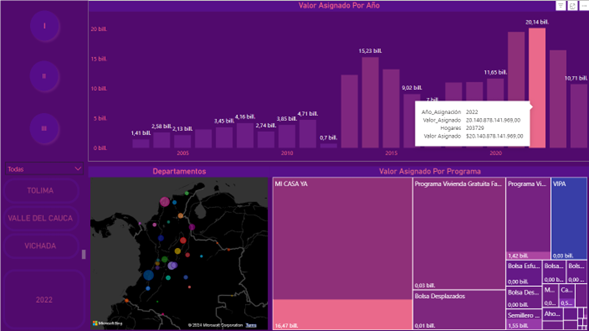 Valor Asignado Por Año
I
II
III
20 bill.
15 bill.
10 bill.
5 bill.
0 bill.
1,41 bill.
2,58 bill.
2,13 bill.
3,45 bill.
4,16 bill.
2,74 bill.
3,85 bill.
4,71 bill.
0,7 bill.
15,23 bill.
9,02 bill.
11,65 bill.
20,14 bill.
10,71 bill.
2005
2010
2015
2020
Año_Asignación 2022
Valor_Asignado 20.140.878.141.969,00
Hogares 203729
Valor Asignado $20.140.878.141.969,00
Todas
TOLIMA
VALLE DEL CAUCA
VICHADA
2022
Departamentos
Microsoft Bing
© 2024 Microsoft Corporation Terms
Valor Asignado Por Programa
MI CASA YA
16,47 bill.
Programa Vivienda Gratuita Fa...
0,03 bill.
Bolsa Desplazados
0,01 bill.
Programa Vi...
1,42 bill.
VIPA
0,03 bill.
Bolsa Esfu...
0,00 bill.
Bolsa Des...
0,00 bill.
Semillero ...
1,55 bill.
Bolsa...
0,00 ...
Bols...
0,00 ...
M...
0,0...
Ca...
0,5...
Aho...